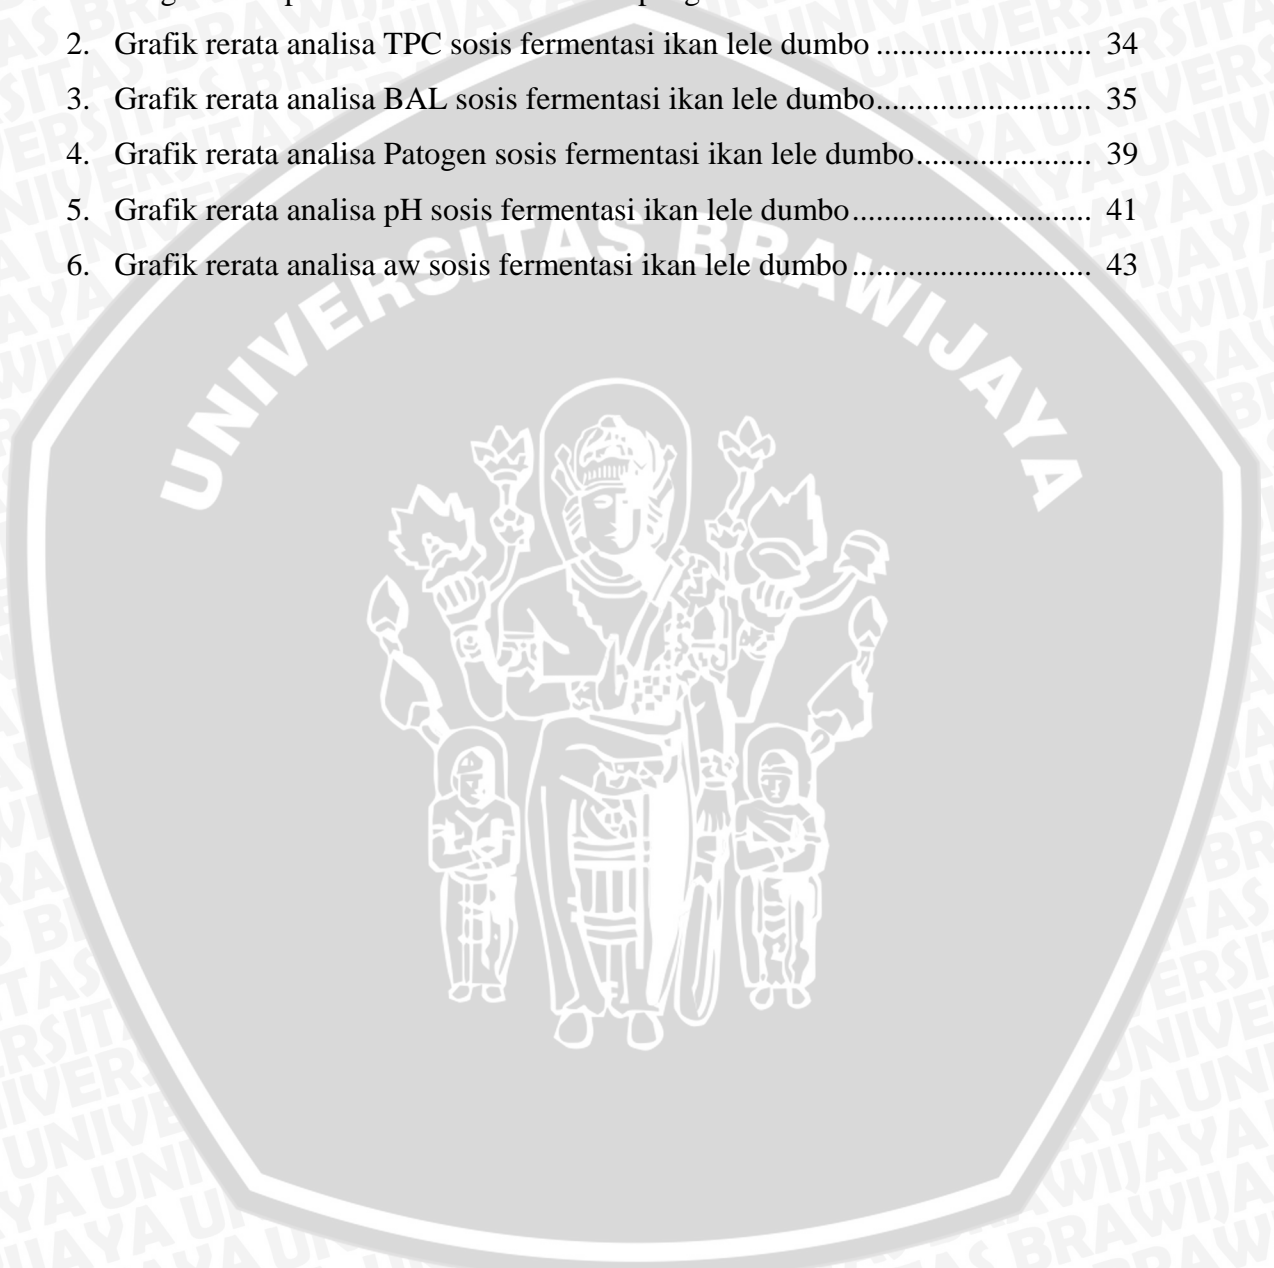 2. Grafik rerata analisa TPC sosis fermentasi ikan lele dumbo ........................... 34
3. Grafik rerata analisa BAL sosis fermentasi ikan lele dumbo........................... 35
4. Grafik rerata analisa Patogen sosis fermentasi ikan lele dumbo...................... 39
5. Grafik rerata analisa pH sosis fermentasi ikan lele dumbo.............................. 41
6. Grafik rerata analisa aw sosis fermentasi ikan lele dumbo.............................. 43
UNIVERSITAS BRAWIJAYA